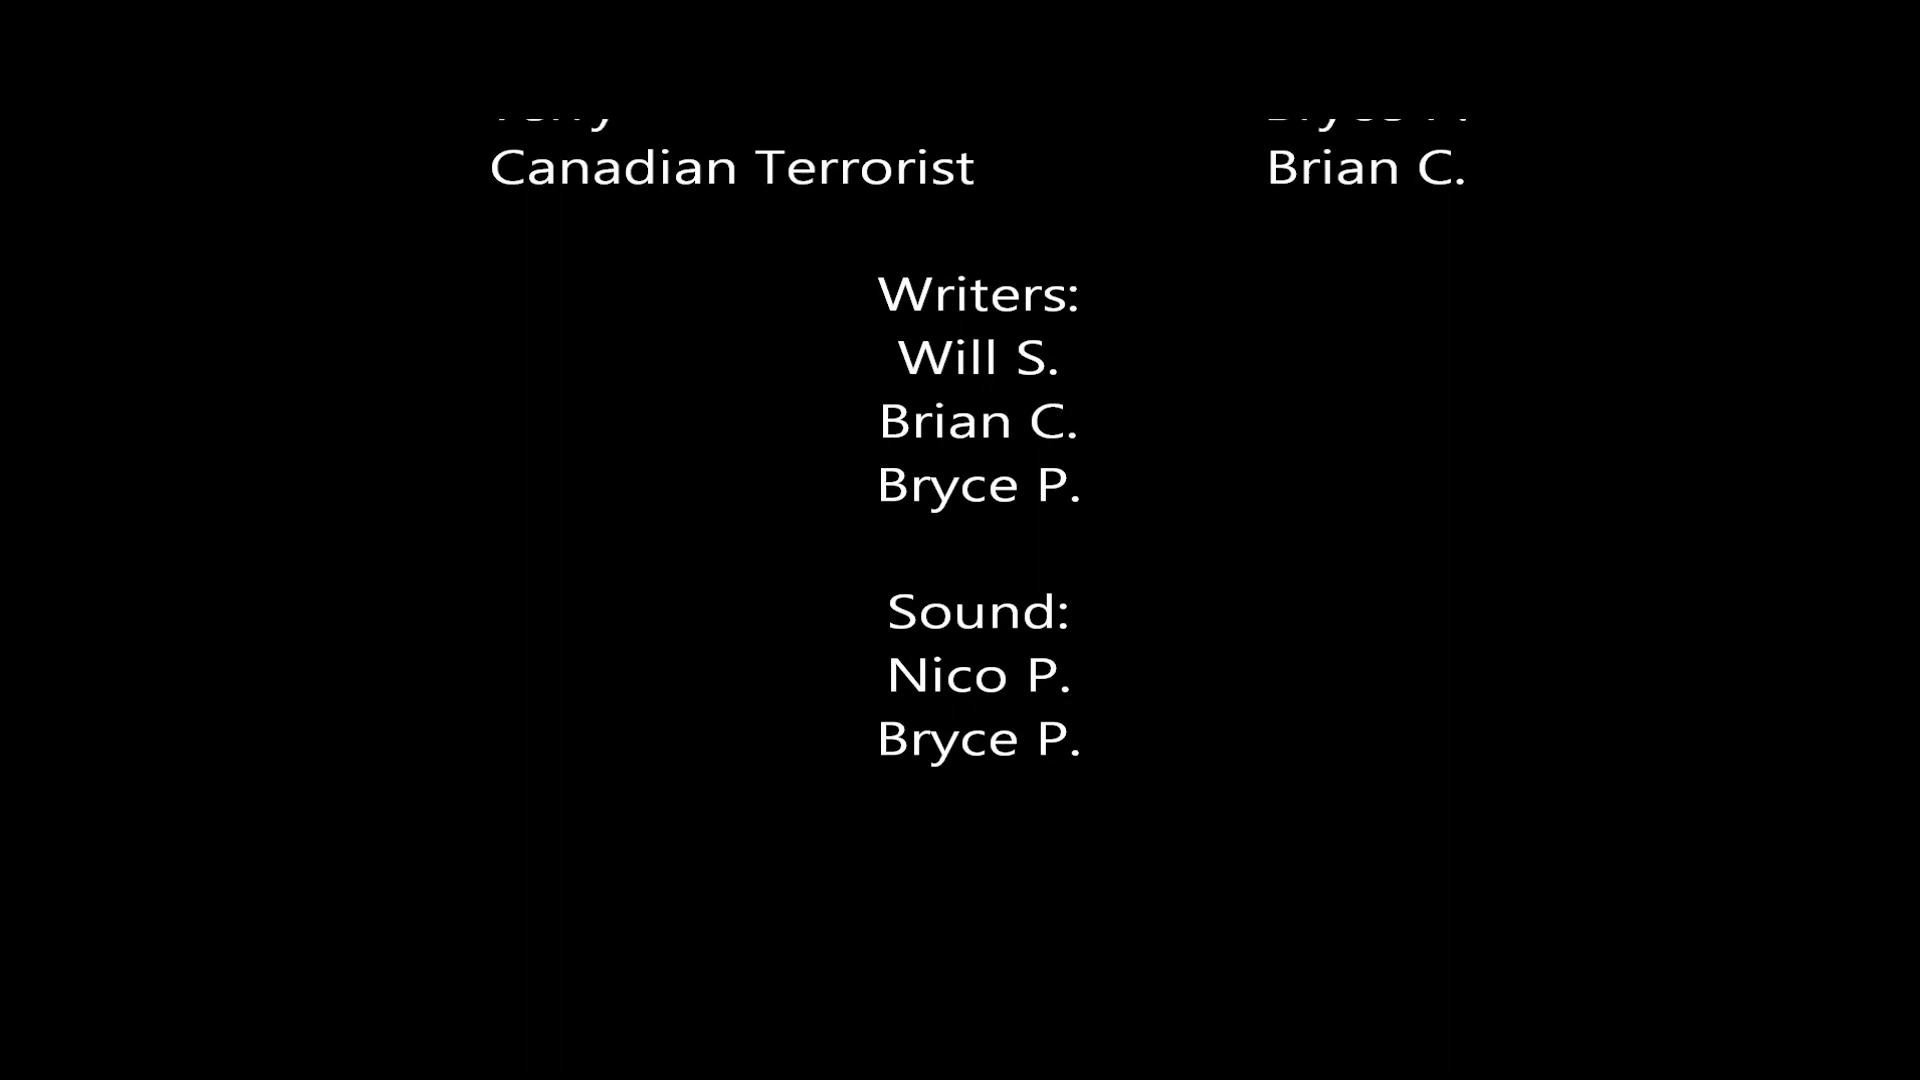 Canadian Terrorist Brian C.
Writers:
Will S.
Brian C.
Bryce P.
Sound:
Nico P.
Bryce P.